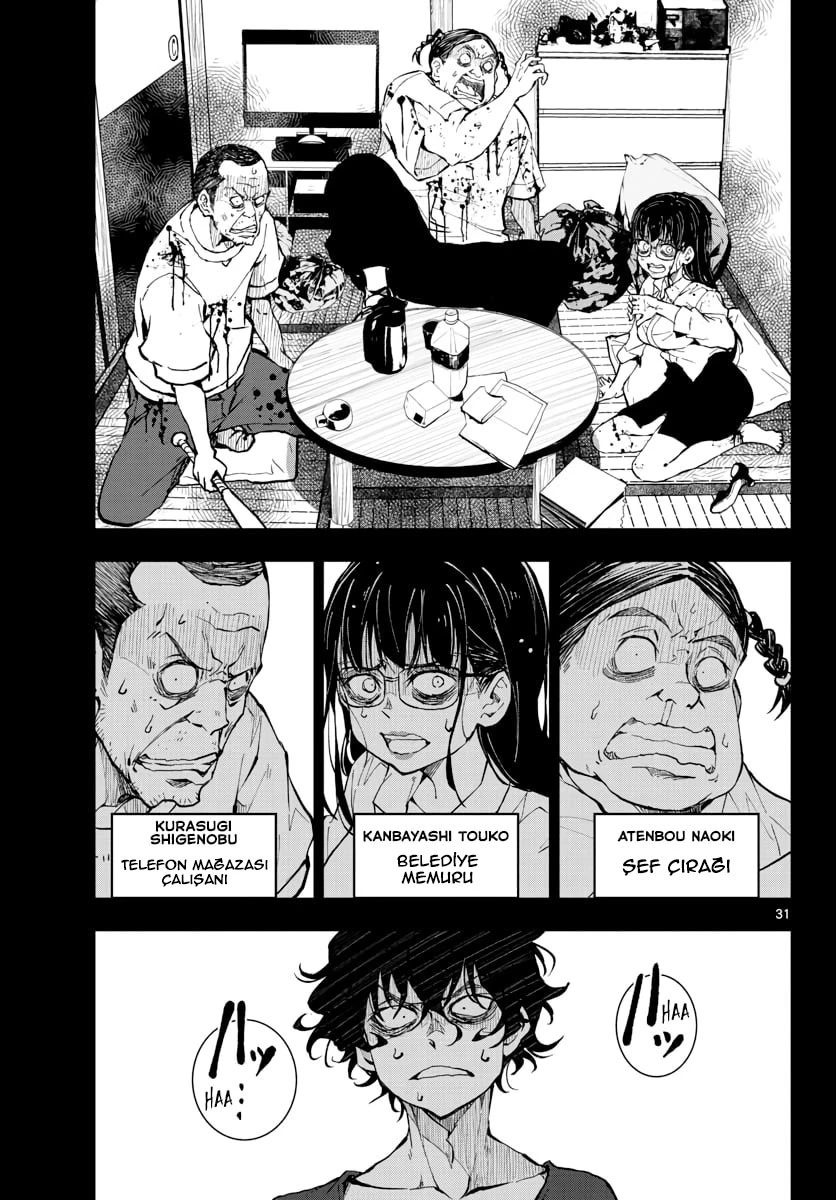 KURASUGI
SHIGENOBU
TELEFON MAĞAZASI
ÇALIŞANI
KANBAYASHI TOUKO
BELEDİYE
MEMURU
ATENBOU NAOKI
ŞEF ÇIRAĞI
31
ハッ
HAA
ハッ
HAA